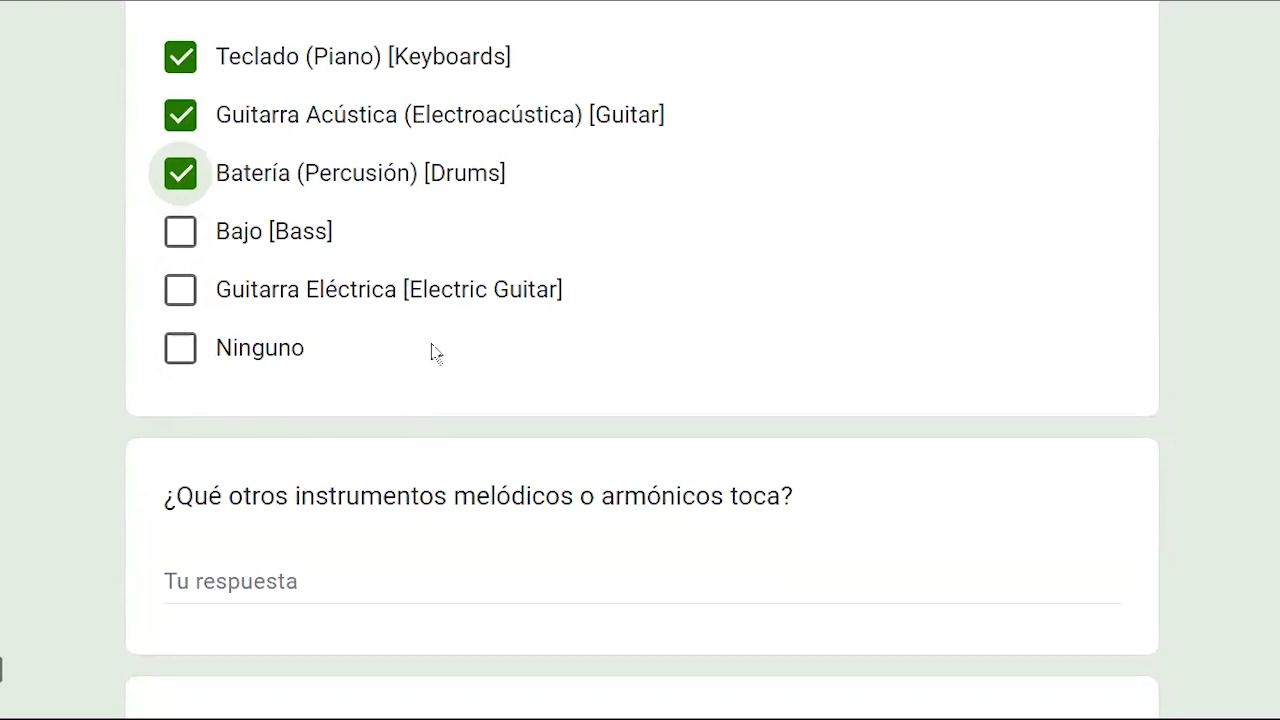 Teclado (Piano) [Keyboards]
Guitarra Acústica (Electroacústica) [Guitar]
Batería (Percusión) [Drums]
Bajo [Bass]
Guitarra Eléctrica [Electric Guitar]
Ninguno
¿Qué otros instrumentos melódicos o armónicos toca?
Tu respuesta